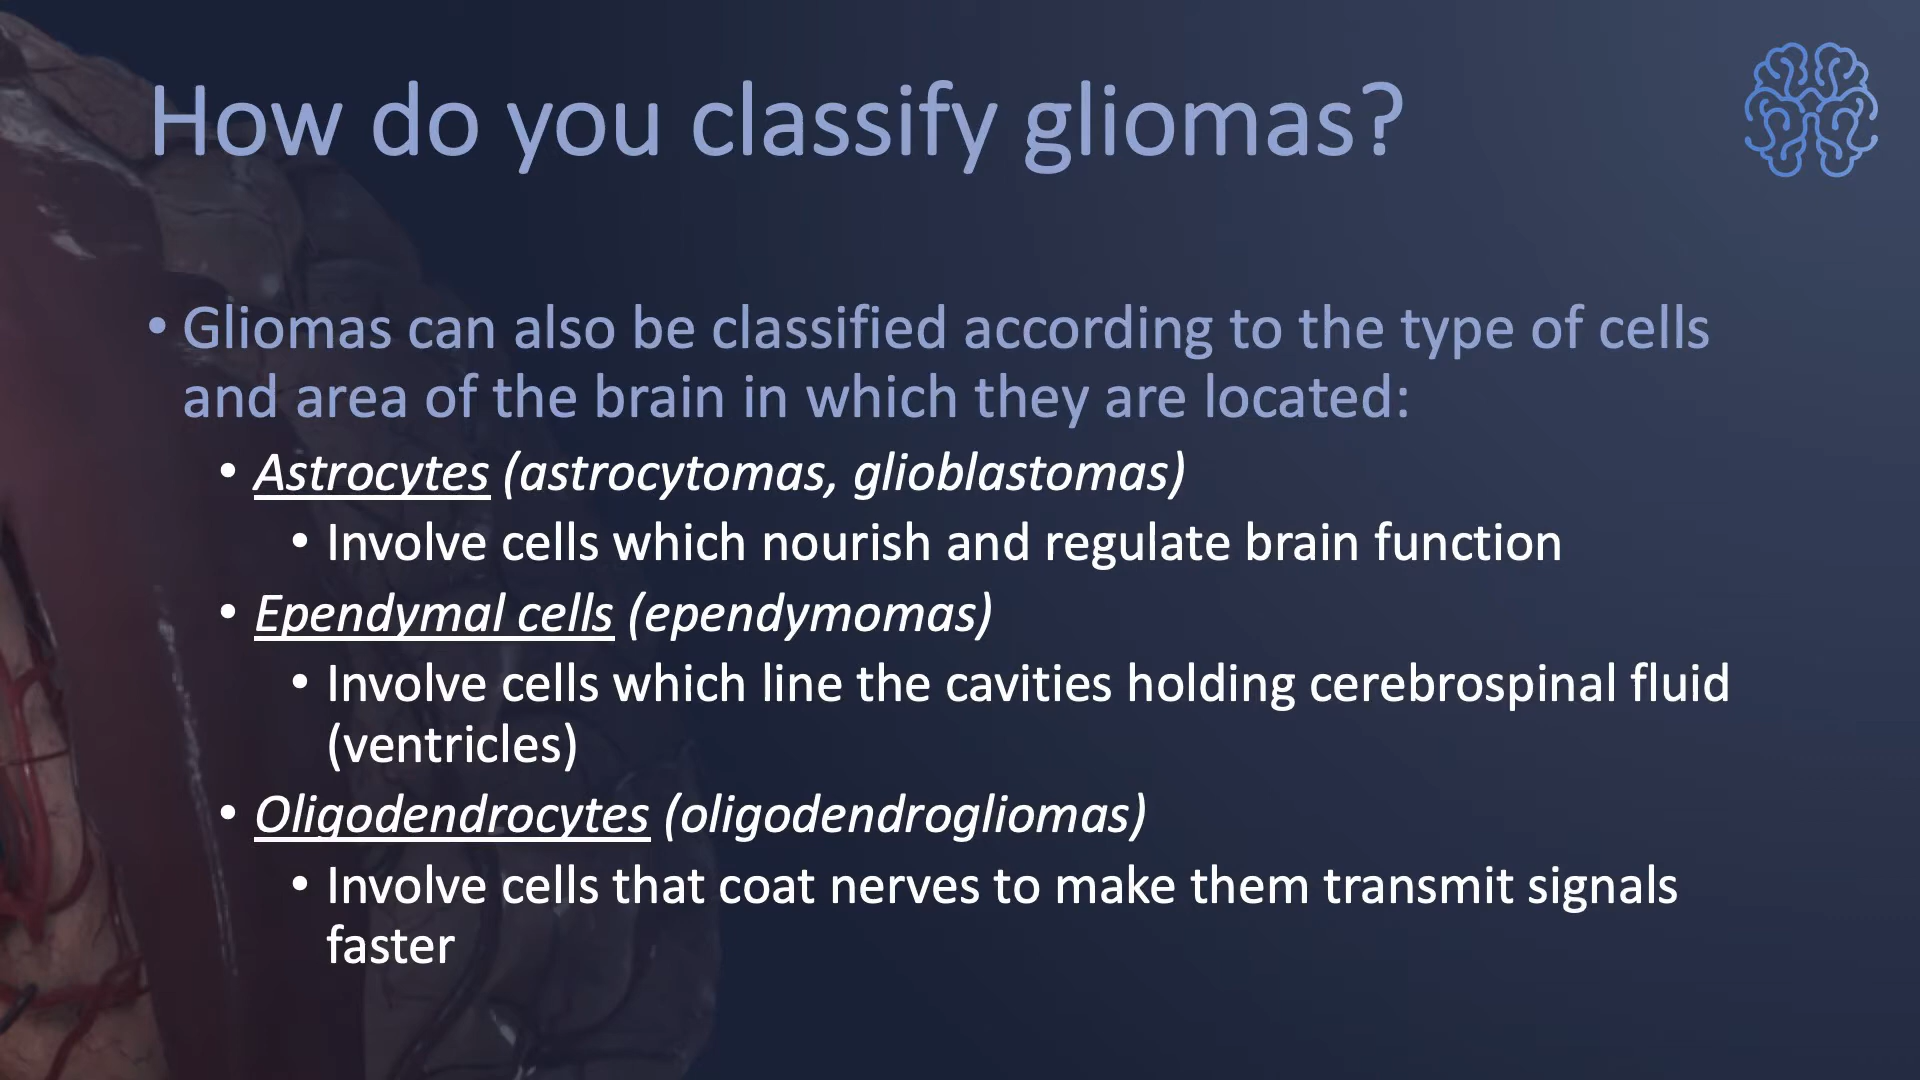 How do you classify gliomas?
• Gliomas can also be classified according to the type of cells
and area of the brain in which they are located:
• Astrocytes (astrocytomas, glioblastomas)
• Involve cells which nourish and regulate brain function
• Ependymal cells (ependymomas)
• Involve cells which line the cavities holding cerebrospinal fluid
(ventricles)
• Oligodendrocytes (oligodendrogliomas)
• Involve cells that coat nerves to make them transmit signals
faster